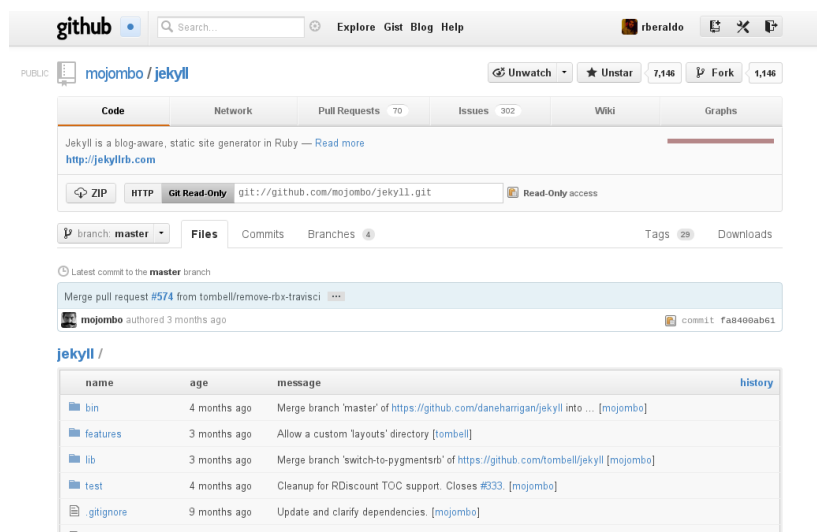 github Search... Explore Gist Blog Help rberaldo
PUBLIC mojombo / jekyll Unwatch Unstar 7,146 Fork 1,146
Code Network Pull Requests 70 Issues 302 Wiki Graphs
Jekyll is a blog-aware, static site generator in Ruby — Read more
http://jekyllrb.com
ZIP HTTP Git Read-Only git://github.com/mojombo/jekyll.git Read-Only access
branch: master Files Commits Branches 4 Tags 29 Downloads
Latest commit to the master branch
Merge pull request #574 from tombell/remove-rbx-travisci ...
mojombo authored 3 months ago commit fa8400ab61
jekyll /
name age message history
bin 4 months ago Merge branch 'master' of https://github.com/daneharrigan/jekyll into ... [mojombo]
features 3 months ago Allow a custom 'layouts' directory [tombell]
lib 3 months ago Merge branch 'switch-to-pygmentsrb' of https://github.com/tombell/jekyll [mojombo]
test 4 months ago Cleanup for RDiscount TOC support. Closes #333. [mojombo]
.gitignore 9 months ago Update and clarify dependencies. [mojombo]